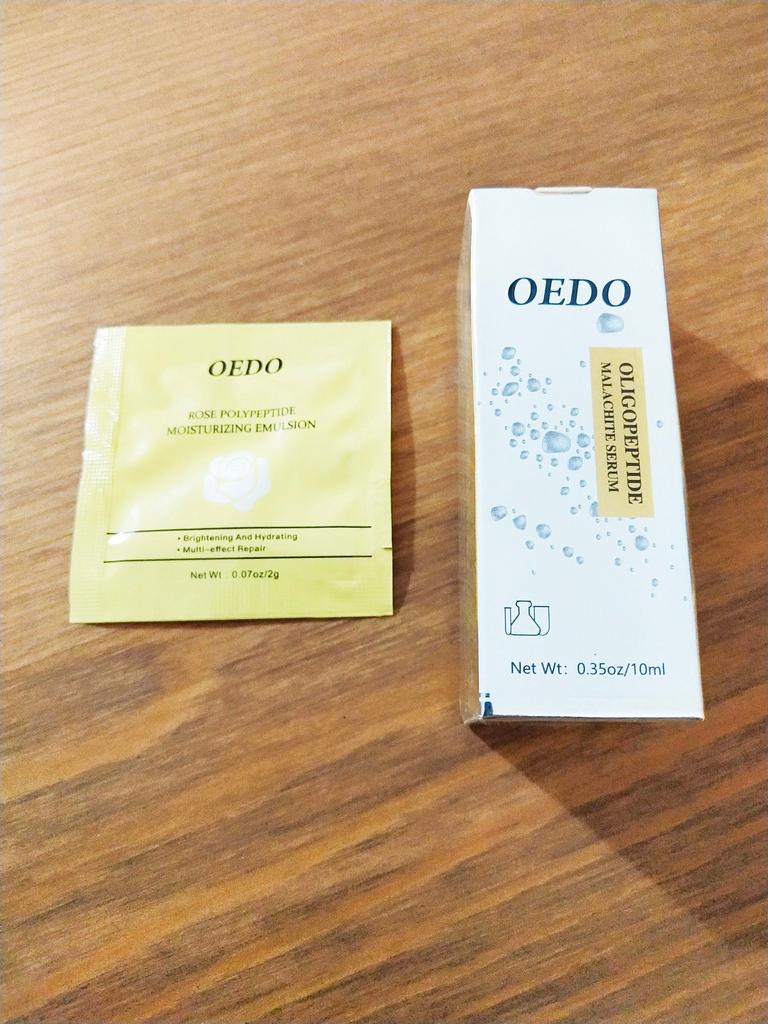 OEDO
ROSE POLYPEPTIDE
MOISTURIZING EMULSION
• Brightening And Hydrating
• Multi-effect Repair
Net Wt . 0.07oz/2g
OEDO
OLIGOPEPTIDE
MALACHITE SERUM
Net Wt: 0.35oz/10ml